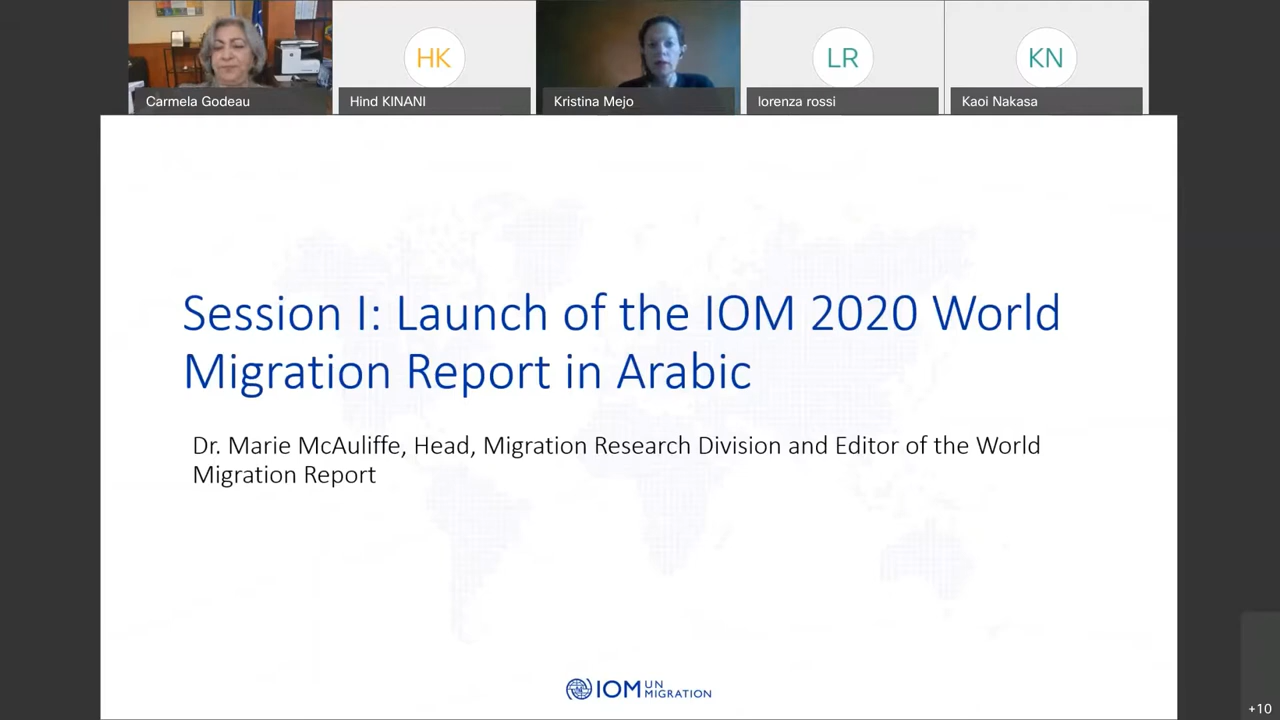 HK
LR
KN
Carmela Godeau
Hind KINANI
Kristina Mejo
lorenza rossi
Kaoi Nakasa
Session I: Launch of the IOM 2020 World
Migration Report in Arabic
Dr. Marie McAuliffe, Head, Migration Research Division and Editor of the World
Migration Report
IOM UN MIGRATION
+10